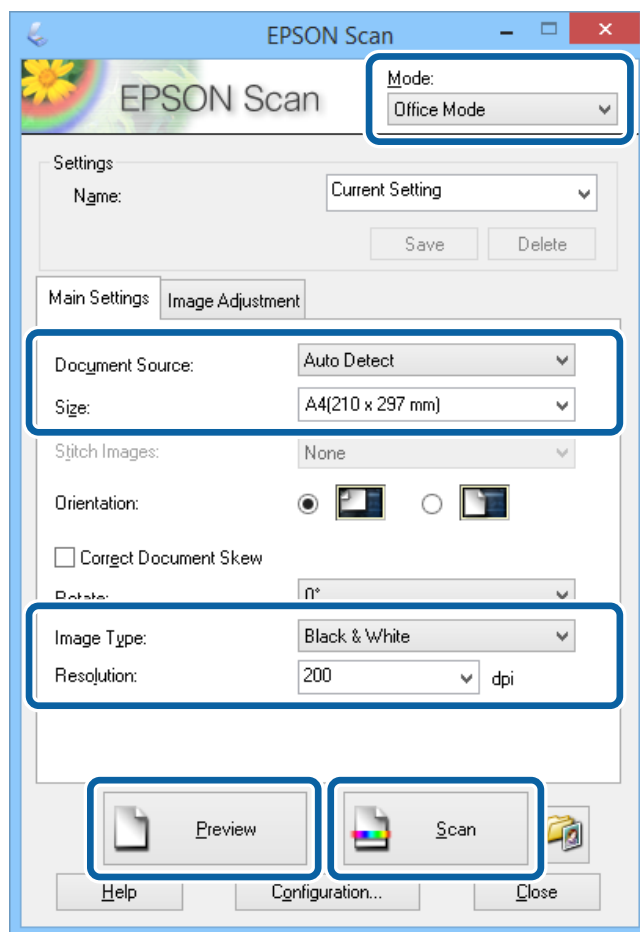 EPSON Scan
EPSON Scan
Mode:
Office Mode
Settings
Name:
Current Setting
Save
Delete
Main Settings
Image Adjustment
Document Source:
Auto Detect
Size:
A4(210 x 297 mm)
Stitch Images:
None
Orientation:
Correct Document Skew
Rotate:
0°
Image Type:
Black & White
Resolution:
200
dpi
Preview
Scan
Help
Configuration...
Close